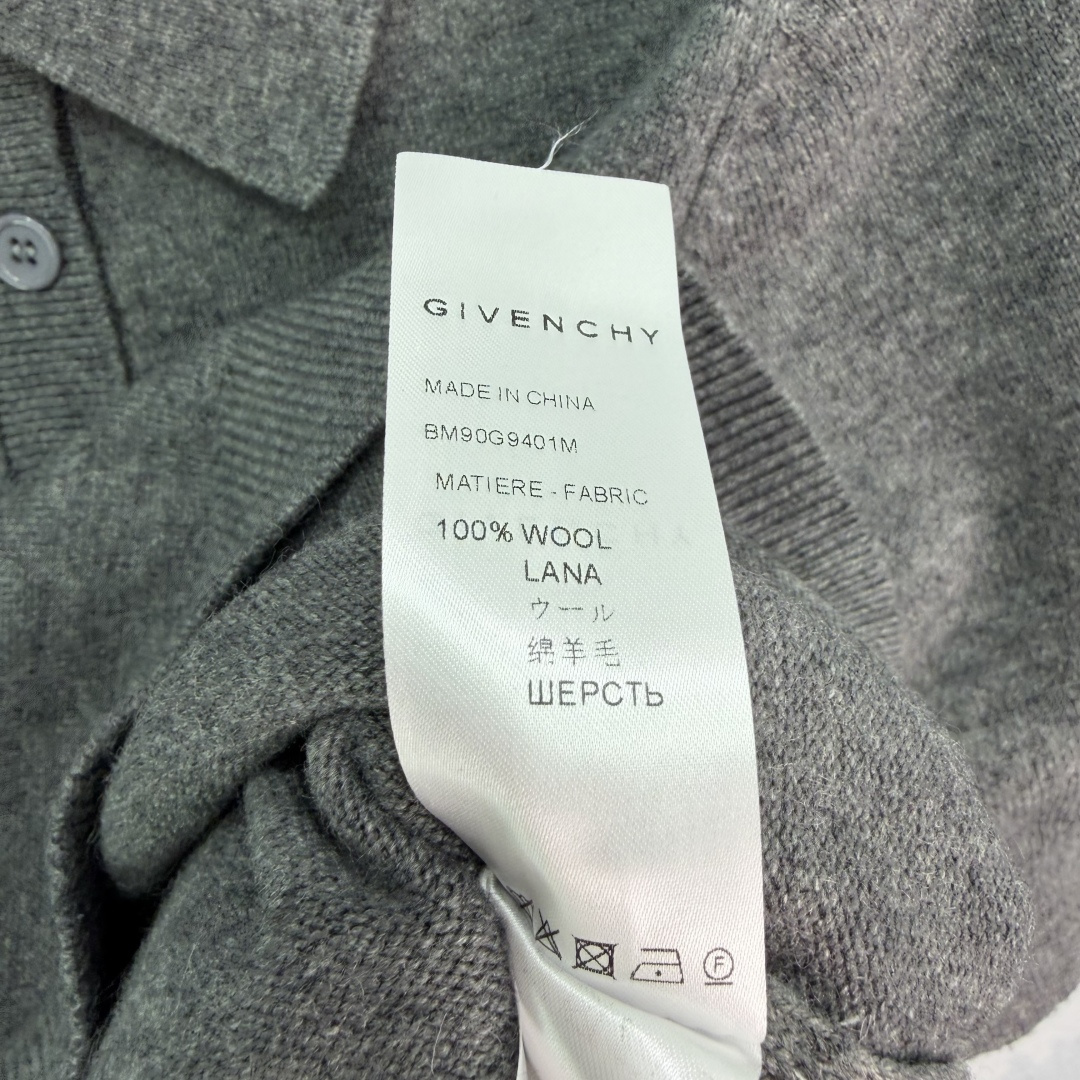 GIVENCHY
MADE IN CHINA
BM90G9401M
MATIERE - FABRIC
100% WOOL
LANA
ウール
绵羊毛
ШЕРСТЬ
F